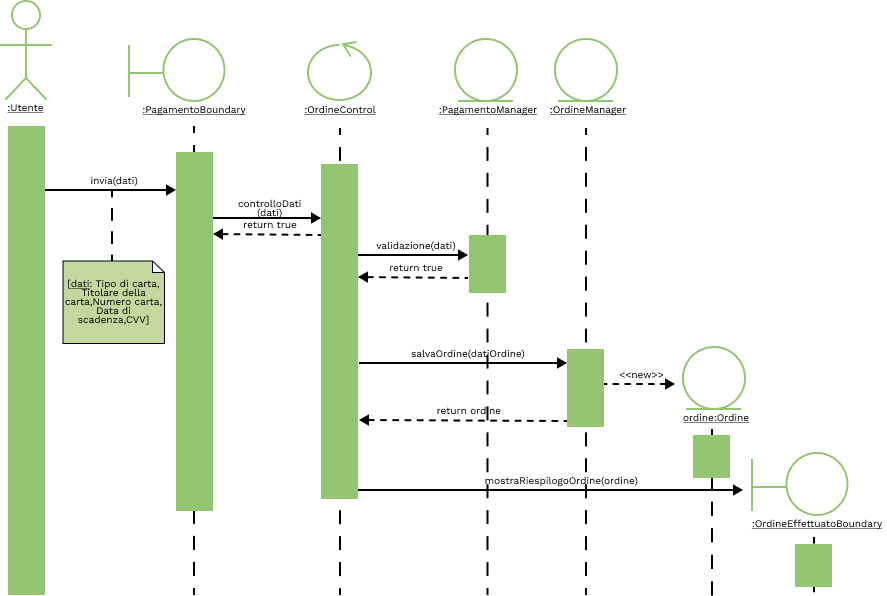 :Utente
:PagamentoBoundary
:OrdineControl
:PagamentoManager
:OrdineManager
invia(dati)
controlloDati
(dati)
return true
validazione(dati)
return true
[dati: Tipo di carta,
Titolare della
carta,Numero carta,
Data di
scadenza,CVV]
salvaOrdine(datiOrdine)
<<new>>
return ordine
ordine:Ordine
mostraRiespilogoOrdine(ordine)
:OrdineEffettuatoBoundary